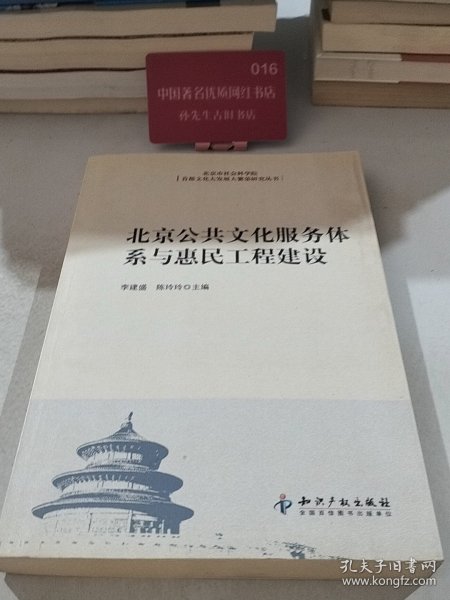 016
中国著名优质网红书店
孙先生古旧书店
北京市社会科学院
首都文化大发展大繁荣研究丛书
北京公共文化服务体
系与惠民工程建设
李建盛 陈玲玲◎主编
知识产权出版社
全国百佳图书出版单位
孔夫子旧书网
www.kongfz.com